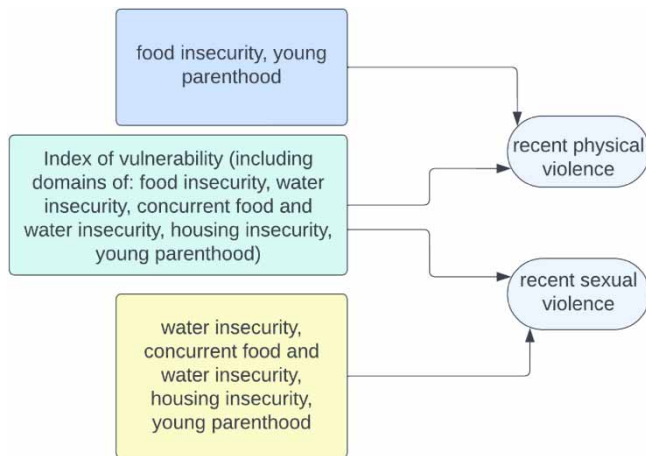 food insecurity, young
parenthood
Index of vulnerability (including
domains of: food insecurity, water
insecurity, concurrent food and
water insecurity, housing insecurity,
young parenthood)
water insecurity,
concurrent food and
water insecurity,
housing insecurity,
young parenthood
recent physical
violence
recent sexual
violence